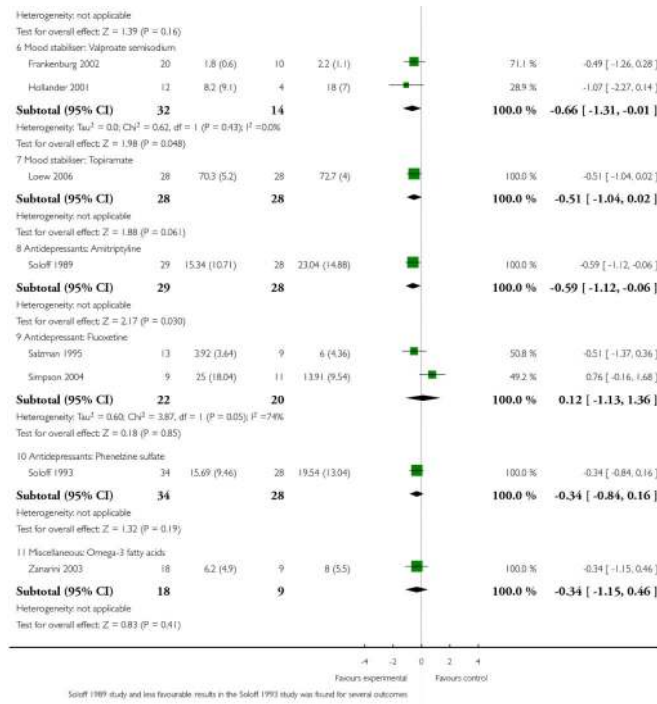 Heterogeneity: not applicable
Test for overall effect: Z = 1.39 (P = 0.16)
6 Mood stabiliser: Valproate semisodium
Frankenburg 2002 20 1.8 (0.6) 10 2.2 (1.1) 71.1 % -0.49 [ -1.26, 0.28 ]
Hollander 2001 12 8.2 (9.1) 4 18 (7) 28.9 % -1.07 [ -2.27, 0.14 ]
Subtotal (95% CI) 32 14 100.0 % -0.66 [ -1.31, -0.01 ]
Heterogeneity: Tau² = 0.0; Chi² = 0.62, df = 1 (P = 0.43); I² =0.0%
Test for overall effect: Z = 1.98 (P = 0.048)
7 Mood stabiliser: Topiramate
Loew 2006 28 70.3 (5.2) 28 72.7 (4) 100.0 % -0.51 [ -1.04, 0.02 ]
Subtotal (95% CI) 28 28 100.0 % -0.51 [ -1.04, 0.02 ]
Heterogeneity: not applicable
Test for overall effect: Z = 1.88 (P = 0.061)
8 Antidepressants: Amitriptyline
Soloff 1989 29 15.34 (10.71) 28 23.04 (14.88) 100.0 % -0.59 [ -1.12, -0.06 ]
Subtotal (95% CI) 29 28 100.0 % -0.59 [ -1.12, -0.06 ]
Heterogeneity: not applicable
Test for overall effect: Z = 2.17 (P = 0.030)
9 Antidepressant: Fluoxetine
Salzman 1995 13 3.92 (3.64) 9 6 (4.36) 50.8 % -0.51 [ -1.37, 0.36 ]
Simpson 2004 9 25 (18.04) 11 13.91 (9.54) 49.2 % 0.76 [ -0.16, 1.68 ]
Subtotal (95% CI) 22 20 100.0 % 0.12 [ -1.13, 1.36 ]
Heterogeneity: Tau² = 0.60; Chi² = 3.87, df = 1 (P = 0.05); I² =74%
Test for overall effect: Z = 0.18 (P = 0.85)
10 Antidepressants: Phenelzine sulfate
Soloff 1993 34 15.69 (9.46) 28 19.54 (13.04) 100.0 % -0.34 [ -0.84, 0.16 ]
Subtotal (95% CI) 34 28 100.0 % -0.34 [ -0.84, 0.16 ]
Heterogeneity: not applicable
Test for overall effect: Z = 1.32 (P = 0.19)
11 Miscellaneous: Omega-3 fatty acids
Zanarini 2003 18 6.2 (4.9) 9 8 (5.5) 100.0 % -0.34 [ -1.15, 0.46 ]
Subtotal (95% CI) 18 9 100.0 % -0.34 [ -1.15, 0.46 ]
Heterogeneity: not applicable
Test for overall effect: Z = 0.83 (P = 0.41)
-4 -2 0 2 4
Favours experimental Favours control
Soloff 1989 study and less favourable results in the Soloff 1993 study was found for several outcomes